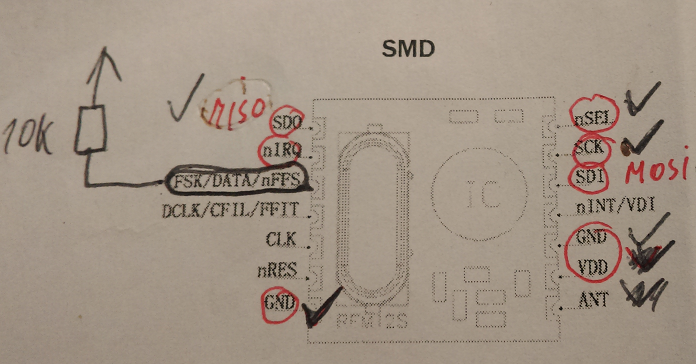 SMD
10K
MISO
SDO
nIRQ
FSK/DATA/nFFS
DCLK/CFIL/FFIT
CLK
nRES
GND
IC
RFM12S
nSEL
SCK
SDI MOSI
nINT/VDI
GND
VDD
ANT